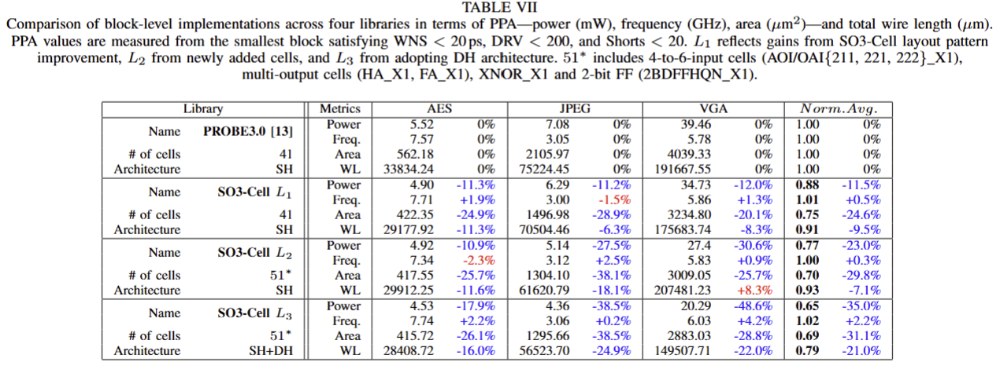 TABLE VII
Comparison of block-level implementations across four libraries in terms of PPA—power (mW), frequency (GHz), area (μm²)—and total wire length (μm).
PPA values are measured from the smallest block satisfying WNS < 20 ps, DRV < 200, and Shorts < 20. L₁ reflects gains from SO3-Cell layout pattern
improvement, L₂ from newly added cells, and L₃ from adopting DH architecture. 51* includes 4-to-6-input cells (AOI/OAI{211, 221, 222}_X1),
multi-output cells (HA_X1, FA_X1), XNOR_X1 and 2-bit FF (2BDFFHQN_X1).
Library Metrics AES JPEG VGA Norm.Avg.
Name PROBE3.0 [13] Power 5.52 0% 7.08 0% 39.46 0% 1.00 0%
Freq. 7.57 0% 3.05 0% 5.78 0% 1.00 0%
# of cells 41 Area 562.18 0% 2105.97 0% 4039.33 0% 1.00 0%
Architecture SH WL 33834.24 0% 75224.45 0% 191667.55 0% 1.00 0%
Name SO3-Cell L₁ Power 4.90 -11.3% 6.29 -11.2% 34.73 -12.0% 0.88 -11.5%
Freq. 7.71 +1.9% 3.00 -1.5% 5.86 +1.3% 1.01 +0.5%
# of cells 41 Area 422.35 -24.9% 1496.98 -28.9% 3234.80 -20.1% 0.75 -24.6%
Architecture SH WL 29177.92 -11.3% 70504.46 -6.3% 175683.74 -8.3% 0.91 -9.5%
Name SO3-Cell L₂ Power 4.92 -10.9% 5.14 -27.5% 27.4 -30.6% 0.77 -23.0%
Freq. 7.34 -2.3% 3.12 +2.5% 5.83 +0.9% 1.00 +0.3%
# of cells 51* Area 417.55 -25.7% 1304.10 -38.1% 3009.05 -25.7% 0.70 -29.8%
Architecture SH WL 29912.25 -11.6% 61620.79 -18.1% 207481.23 +8.3% 0.93 -7.1%
Name SO3-Cell L₃ Power 4.53 -17.9% 4.36 -38.5% 20.29 -48.6% 0.65 -35.0%
Freq. 7.74 +2.2% 3.06 +0.2% 6.03 +4.2% 1.02 +2.2%
# of cells 51* Area 415.72 -26.1% 1295.66 -38.5% 2883.03 -28.8% 0.69 -31.1%
Architecture SH+DH WL 28408.72 -16.0% 56523.70 -24.9% 149507.71 -22.0% 0.79 -21.0%